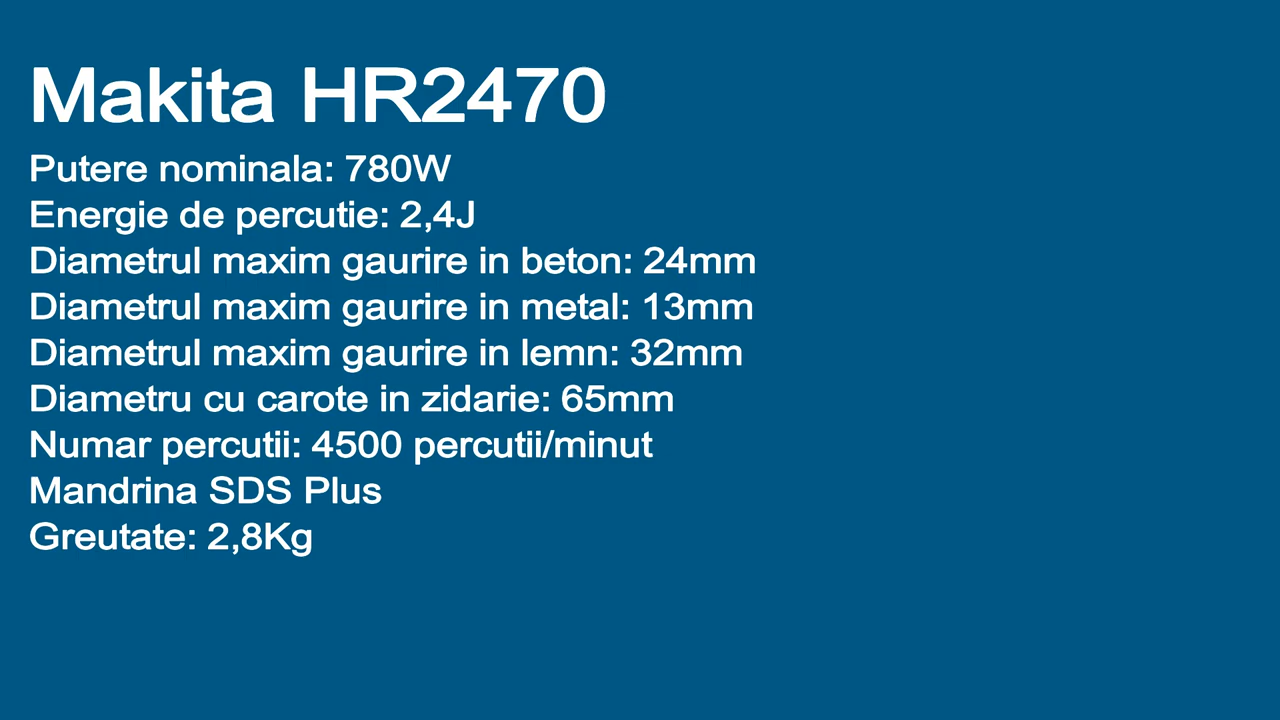 Makita HR2470
Putere nominala: 780W
Energie de percutie: 2,4J
Diametrul maxim gaurire in beton: 24mm
Diametrul maxim gaurire in metal: 13mm
Diametrul maxim gaurire in lemn: 32mm
Diametru cu carote in zidarie: 65mm
Numar percutii: 4500 percutii/minut
Mandrina SDS Plus
Greutate: 2,8Kg